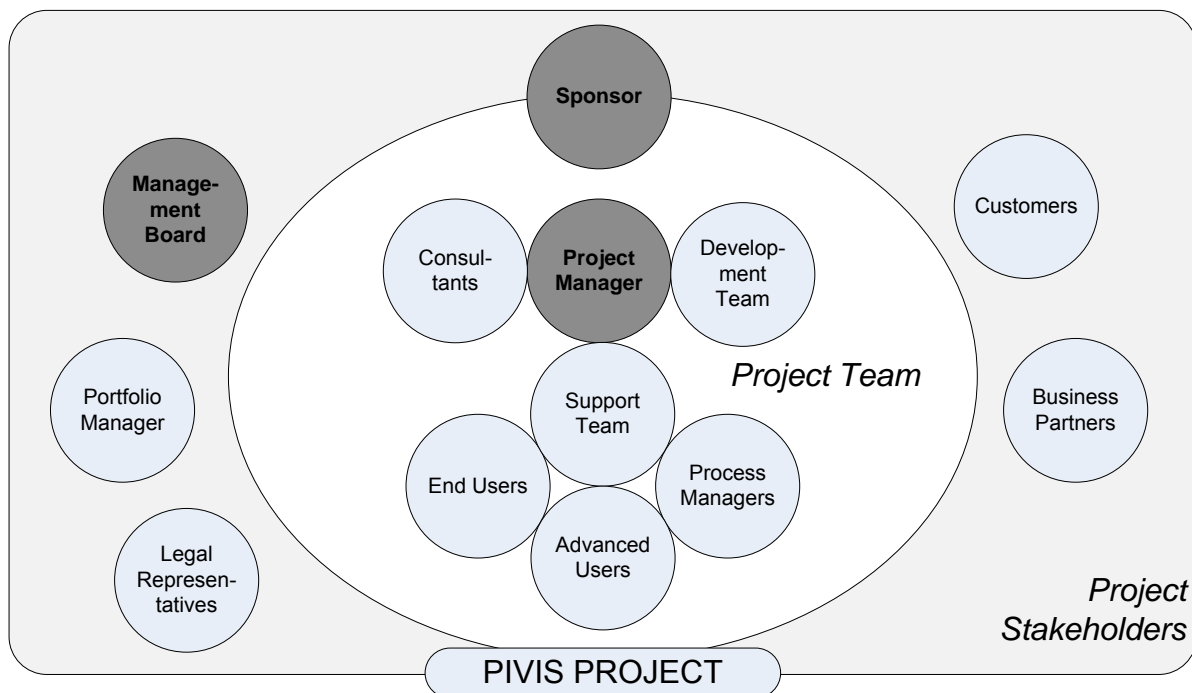 Sponsor
Manage-
ment
Board
Customers
Consul-
tants
Project
Manager
Develop-
ment
Team
Project Team
Portfolio
Manager
Support
Team
Business
Partners
End Users
Process
Managers
Advanced
Users
Legal
Represen-
tatives
Project
Stakeholders
PIVIS PROJECT